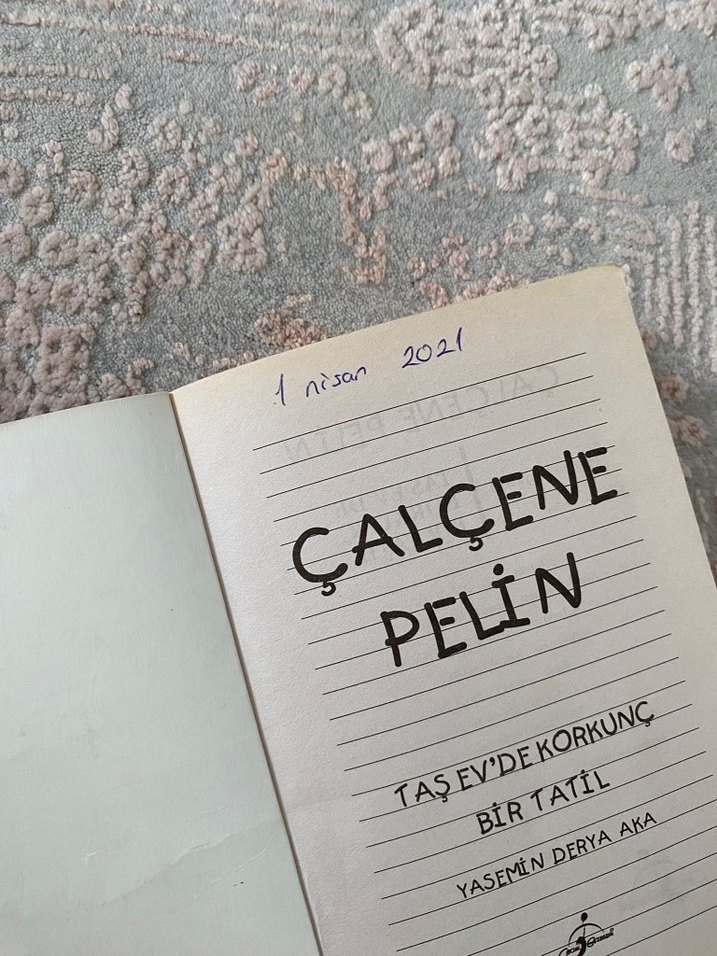 1 nisan 2021
ÇALÇENE
PELİN
TAŞ EV'DE KORKUNÇ
BİR TATİL
YASEMİN DERYA AKA